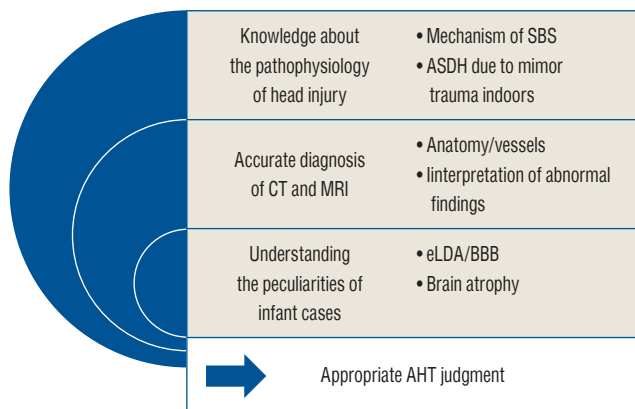 Knowledge about
the pathophysiology
of head injury
• Mechanism of SBS
• ASDH due to mimor
trauma indoors
Accurate diagnosis
of CT and MRI
• Anatomy/vessels
• Iinterpretation of abnormal
findings
Understanding
the peculiarities of
infant cases
• eLDA/BBB
• Brain atrophy
Appropriate AHT judgment